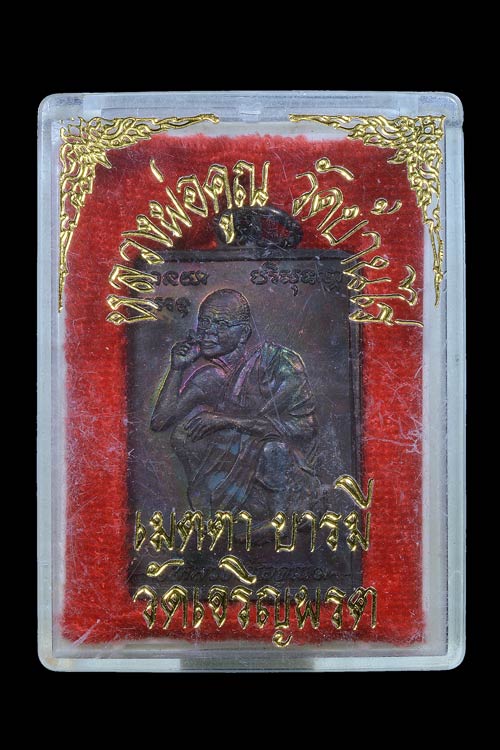 หลวงพ่อคูณ วัดบ้านไร่
เมตตา บารมี
วัดเจริญพรต